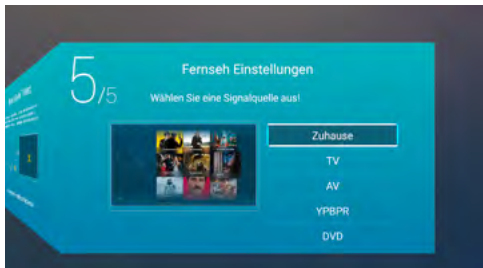 5/5
Fernseh Einstellungen
Wählen Sie eine Signalquelle aus!
Zuhause
TV
AV
YPBPR
DVD